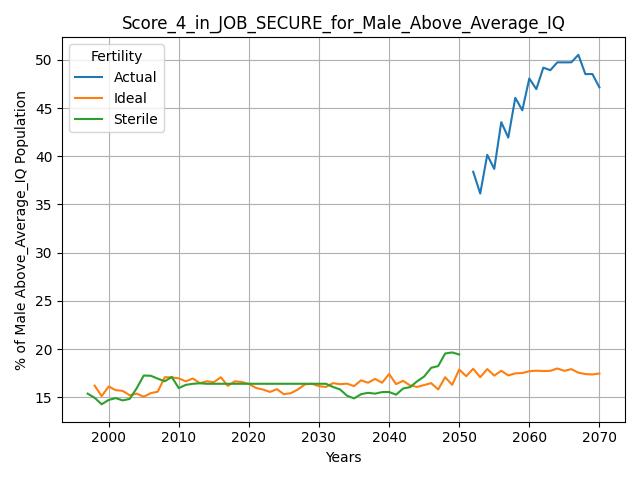 Score_4_in_JOB_SECURE_for_Male_Above_Average_IQ
Fertility
Actual
Ideal
Sterile
% of Male Above_Average_IQ Population
50
45
40
35
30
25
20
15
2000
2010
2020
2030
2040
2050
2060
2070
Years